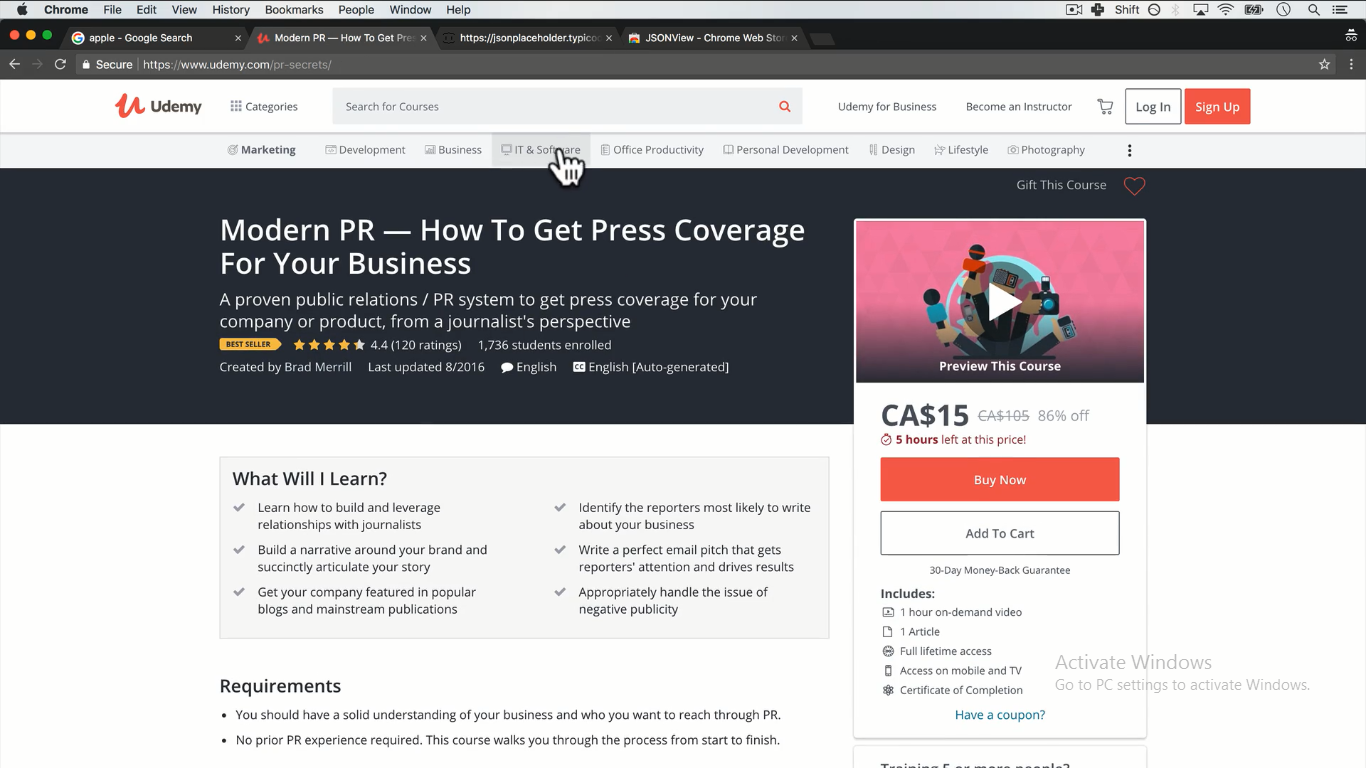 Chrome File Edit View History Bookmarks People Window Help Shift
apple - Google Search Modern PR — How To Get Pre https://jsonplaceholder.typico JSONView - Chrome Web Stor
Secure https://www.udemy.com/pr-secrets/
Udemy Categories Search for Courses Udemy for Business Become an Instructor Log In Sign Up
Marketing Development Business IT & Software Office Productivity Personal Development Design Lifestyle Photography
Gift This Course
Modern PR — How To Get Press Coverage
For Your Business
A proven public relations / PR system to get press coverage for your
company or product, from a journalist's perspective
BEST SELLER 4.4 (120 ratings) 1,736 students enrolled
Created by Brad Merrill Last updated 8/2016 English CC English [Auto-generated]
Preview This Course
CA$15 CA$105 86% off
5 hours left at this price!
Buy Now
Add To Cart
30-Day Money-Back Guarantee
Includes:
1 hour on-demand video
1 Article
Full lifetime access
Access on mobile and TV
Certificate of Completion
Have a coupon?
What Will I Learn?
Learn how to build and leverage
relationships with journalists
Build a narrative around your brand and
succinctly articulate your story
Get your company featured in popular
blogs and mainstream publications
Identify the reporters most likely to write
about your business
Write a perfect email pitch that gets
reporters' attention and drives results
Appropriately handle the issue of
negative publicity
Requirements
You should have a solid understanding of your business and who you want to reach through PR.
No prior PR experience required. This course walks you through the process from start to finish.
Activate Windows
Go to PC settings to activate Windows.
Training 5 or more people?